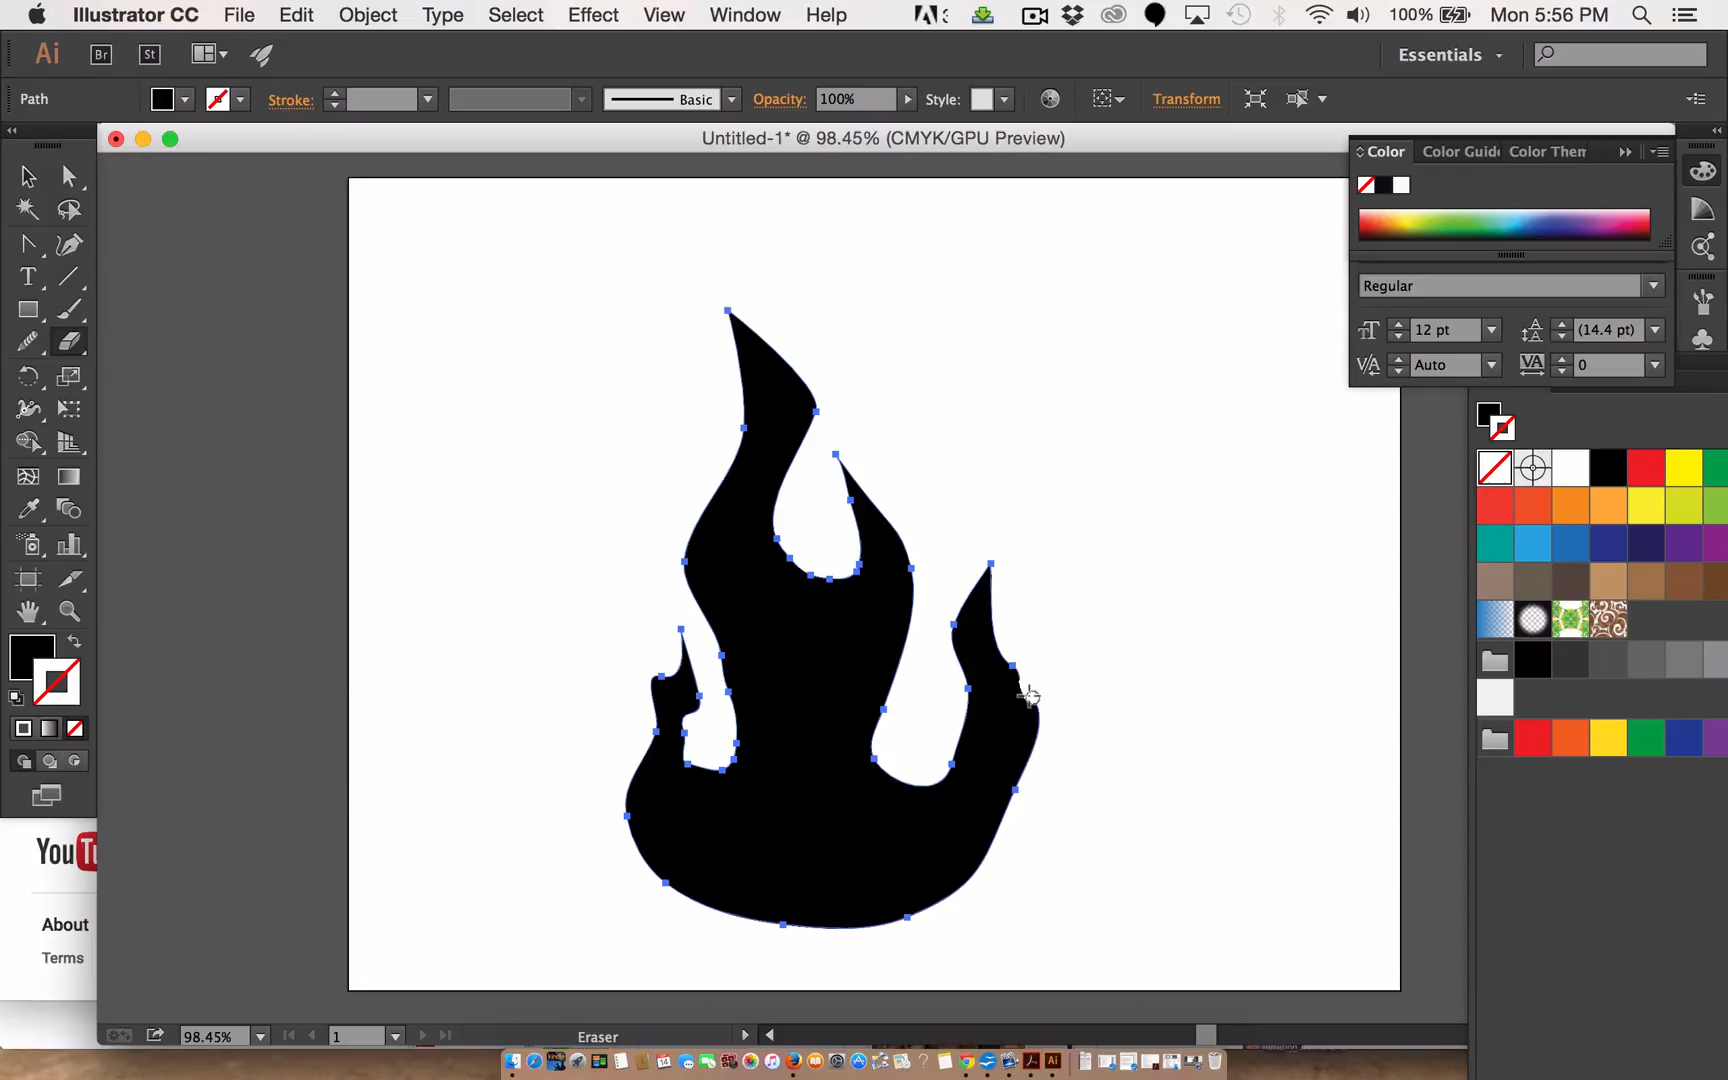 Illustrator CC File Edit Object Type Select Effect View Window Help 100% Mon 5:56 PM
Ai Br St Essentials
Path Stroke: Basic Opacity: 100% Style: Transform
Untitled-1* @ 98.45% (CMYK/GPU Preview)
Color Color Guid Color Then
Regular
12 pt (14.4 pt)
Auto 0
YouTu
About
Terms
98.45% 1 Eraser